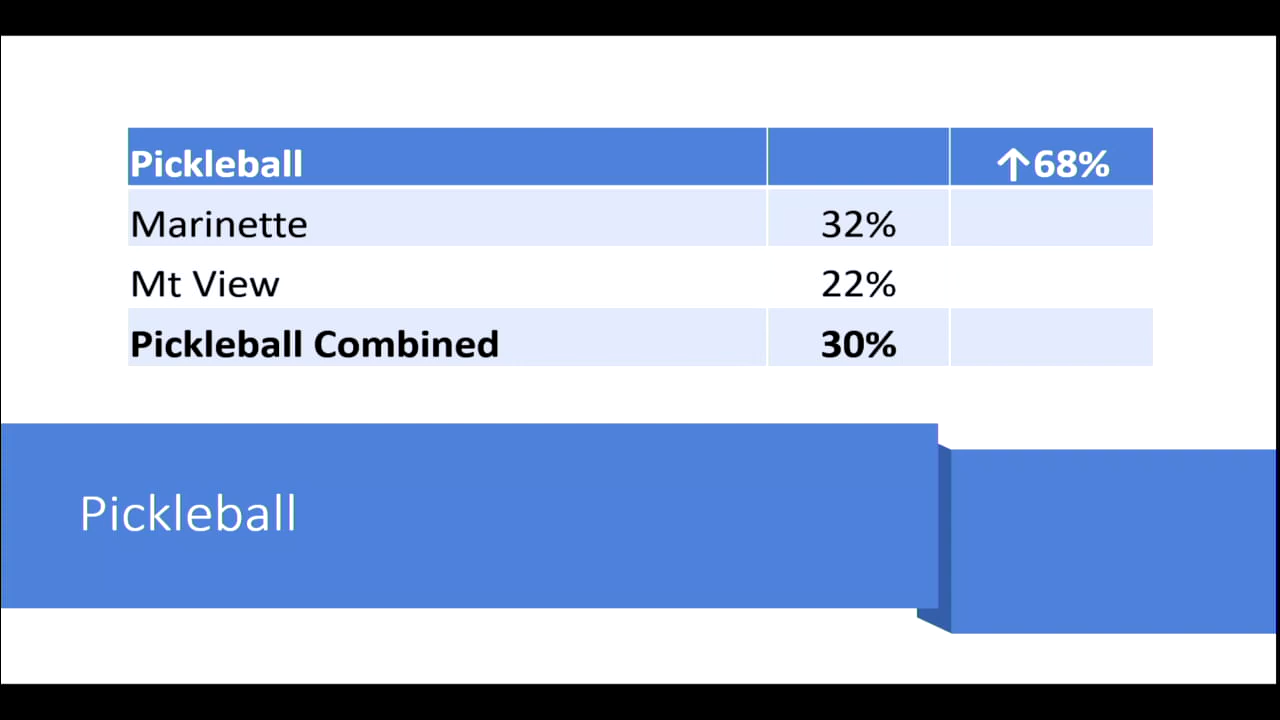 Pickleball ↑68%
Marinette 32%
Mt View 22%
Pickleball Combined 30%
Pickleball